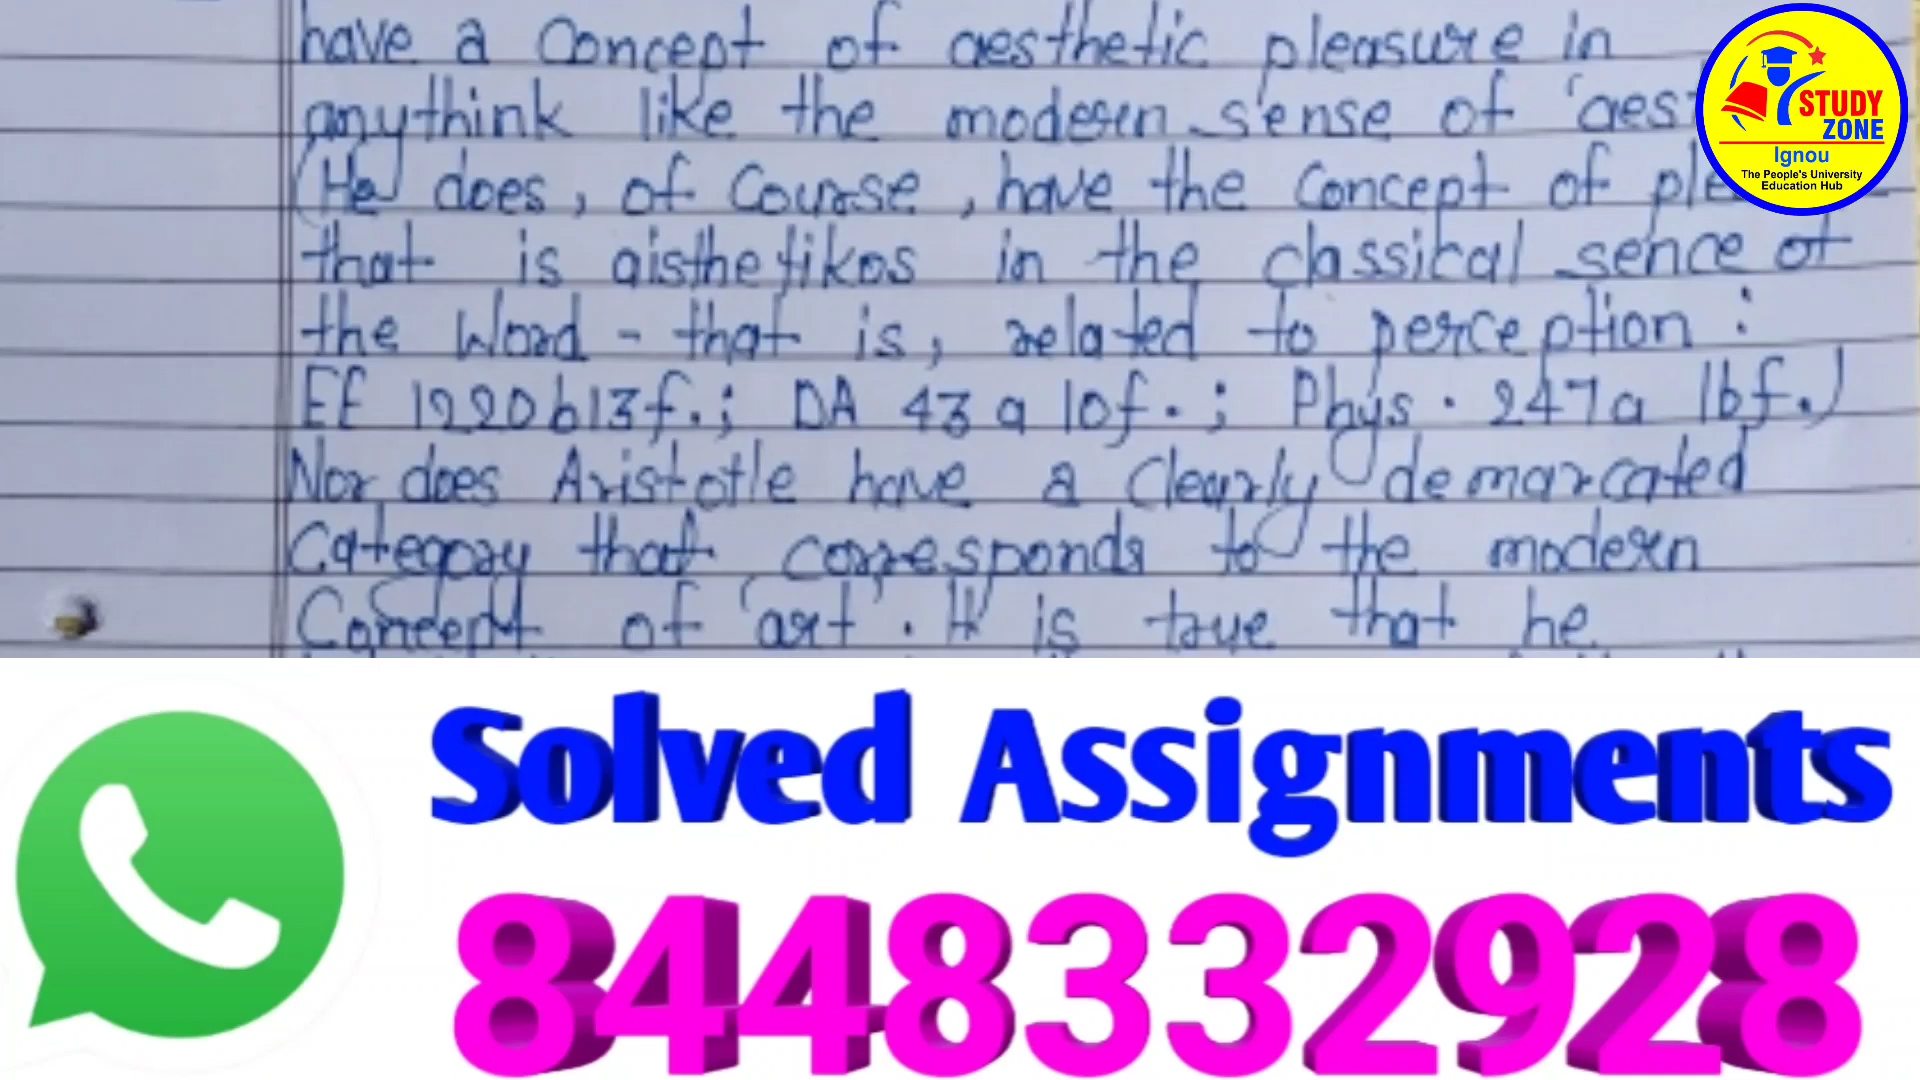 have a Concept of aesthetic pleasure in
anythink like the modern sense of 'aest
(He does, of Course, have the Concept of ple
that is aisthetikos in the classical sence of
the Word - that is, related to perception :
EE 1220b13f.; DA 43 a 10f.; Phys. 247a 16f.)
Nor does Aristotle have a Clearly demarcated
Category that corresponds to the modern
Concept of 'art'. It is true that he
STUDY
ZONE
Ignou
The People's University
Education Hub
Solved Assignments
8448332928